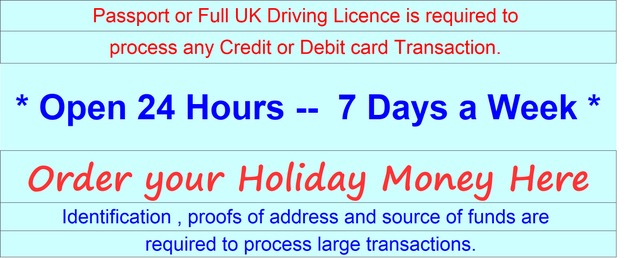 Passport or Full UK Driving Licence is required to
process any Credit or Debit card Transaction.
* Open 24 Hours --  7 Days a Week *
Order your Holiday Money Here
Identification , proofs of address and source of funds are
required to process large transactions.